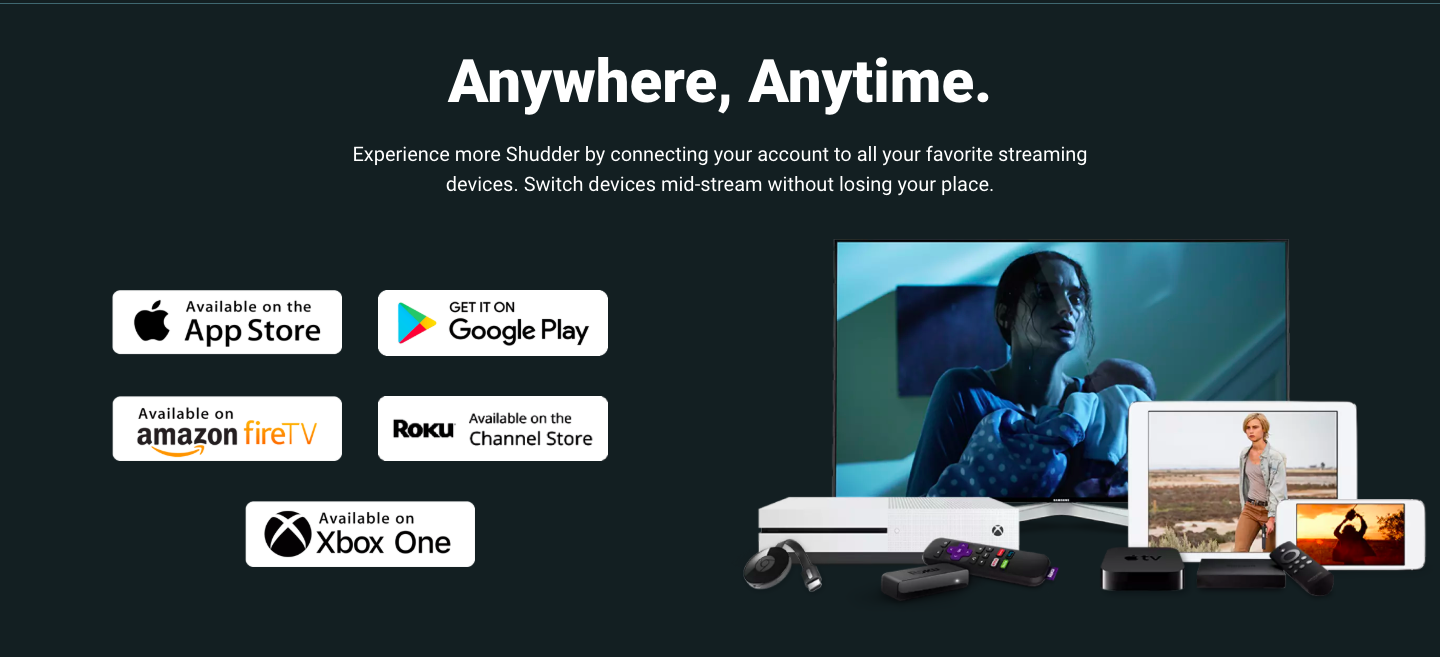 Anywhere, Anytime.
Experience more Shudder by connecting your account to all your favorite streaming
devices. Switch devices mid-stream without losing your place.
Available on the
App Store
GET IT ON
Google Play
Available on
amazon fireTV
Roku
Available on the
Channel Store
Available on
Xbox One
SAMSUNG
tv